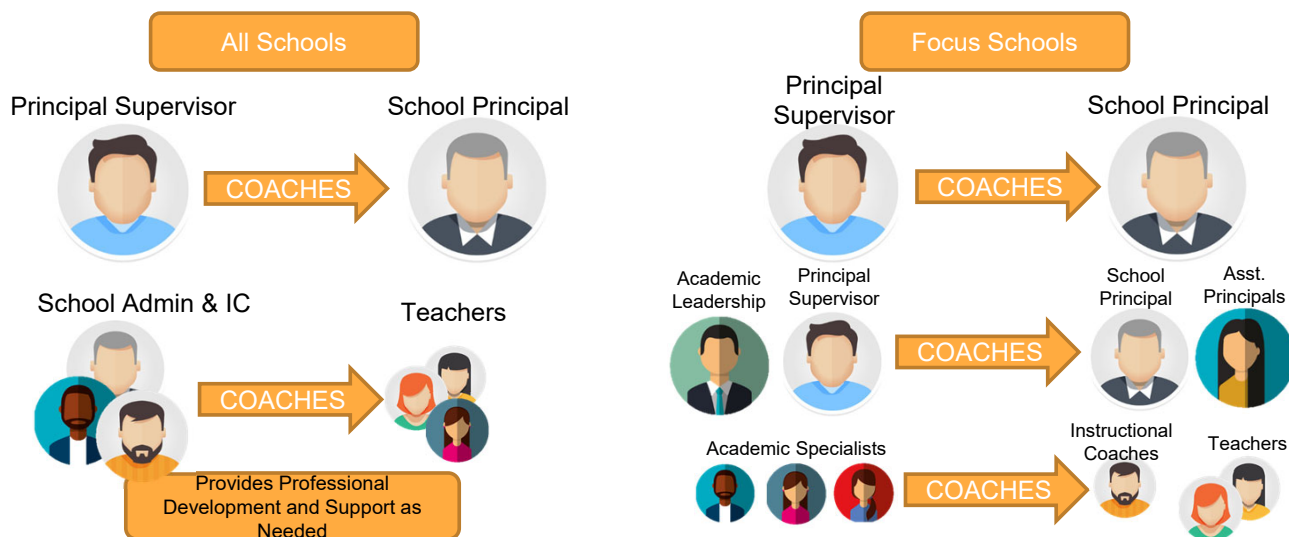 All Schools
Principal Supervisor
School Principal
COACHES
School Admin & IC
Teachers
COACHES
Provides Professional
Development and Support as
Needed
Focus Schools
Principal
Supervisor
School Principal
COACHES
Academic
Leadership
Principal
Supervisor
School
Principal
Asst.
Principals
COACHES
Academic Specialists
Instructional
Coaches
Teachers
COACHES